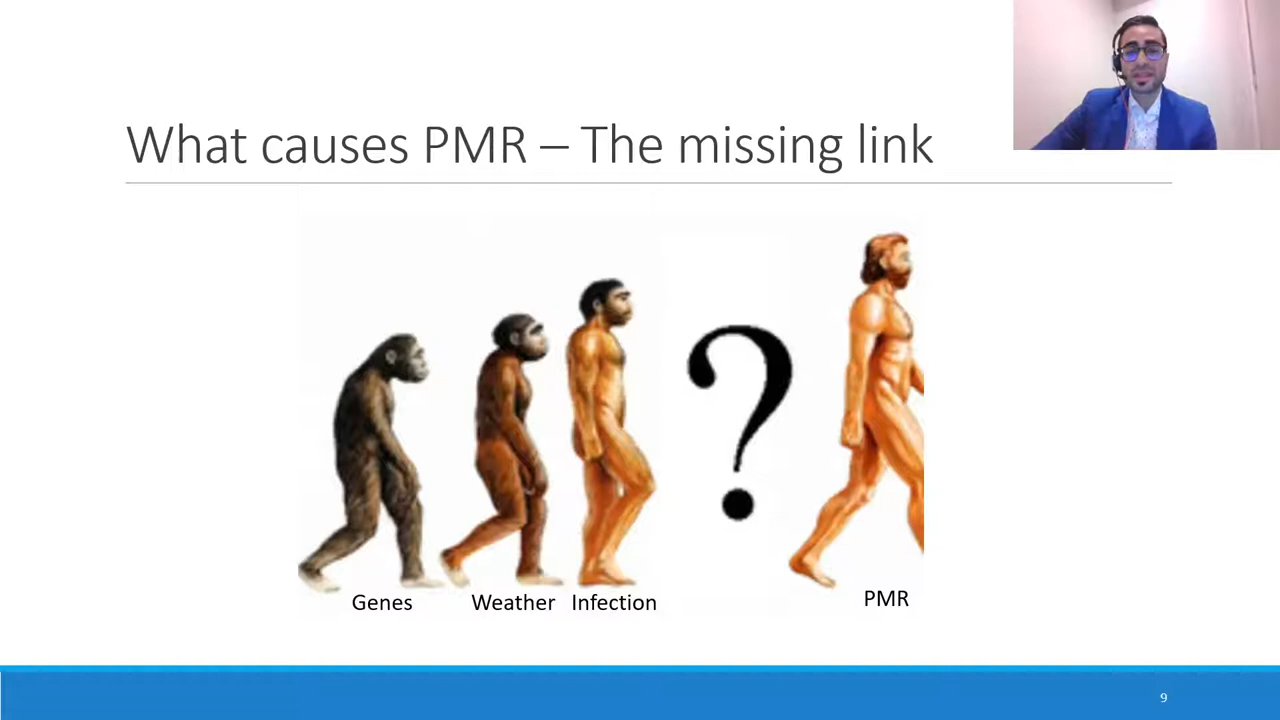 What causes PMR – The missing link
Genes
Weather
Infection
PMR
9